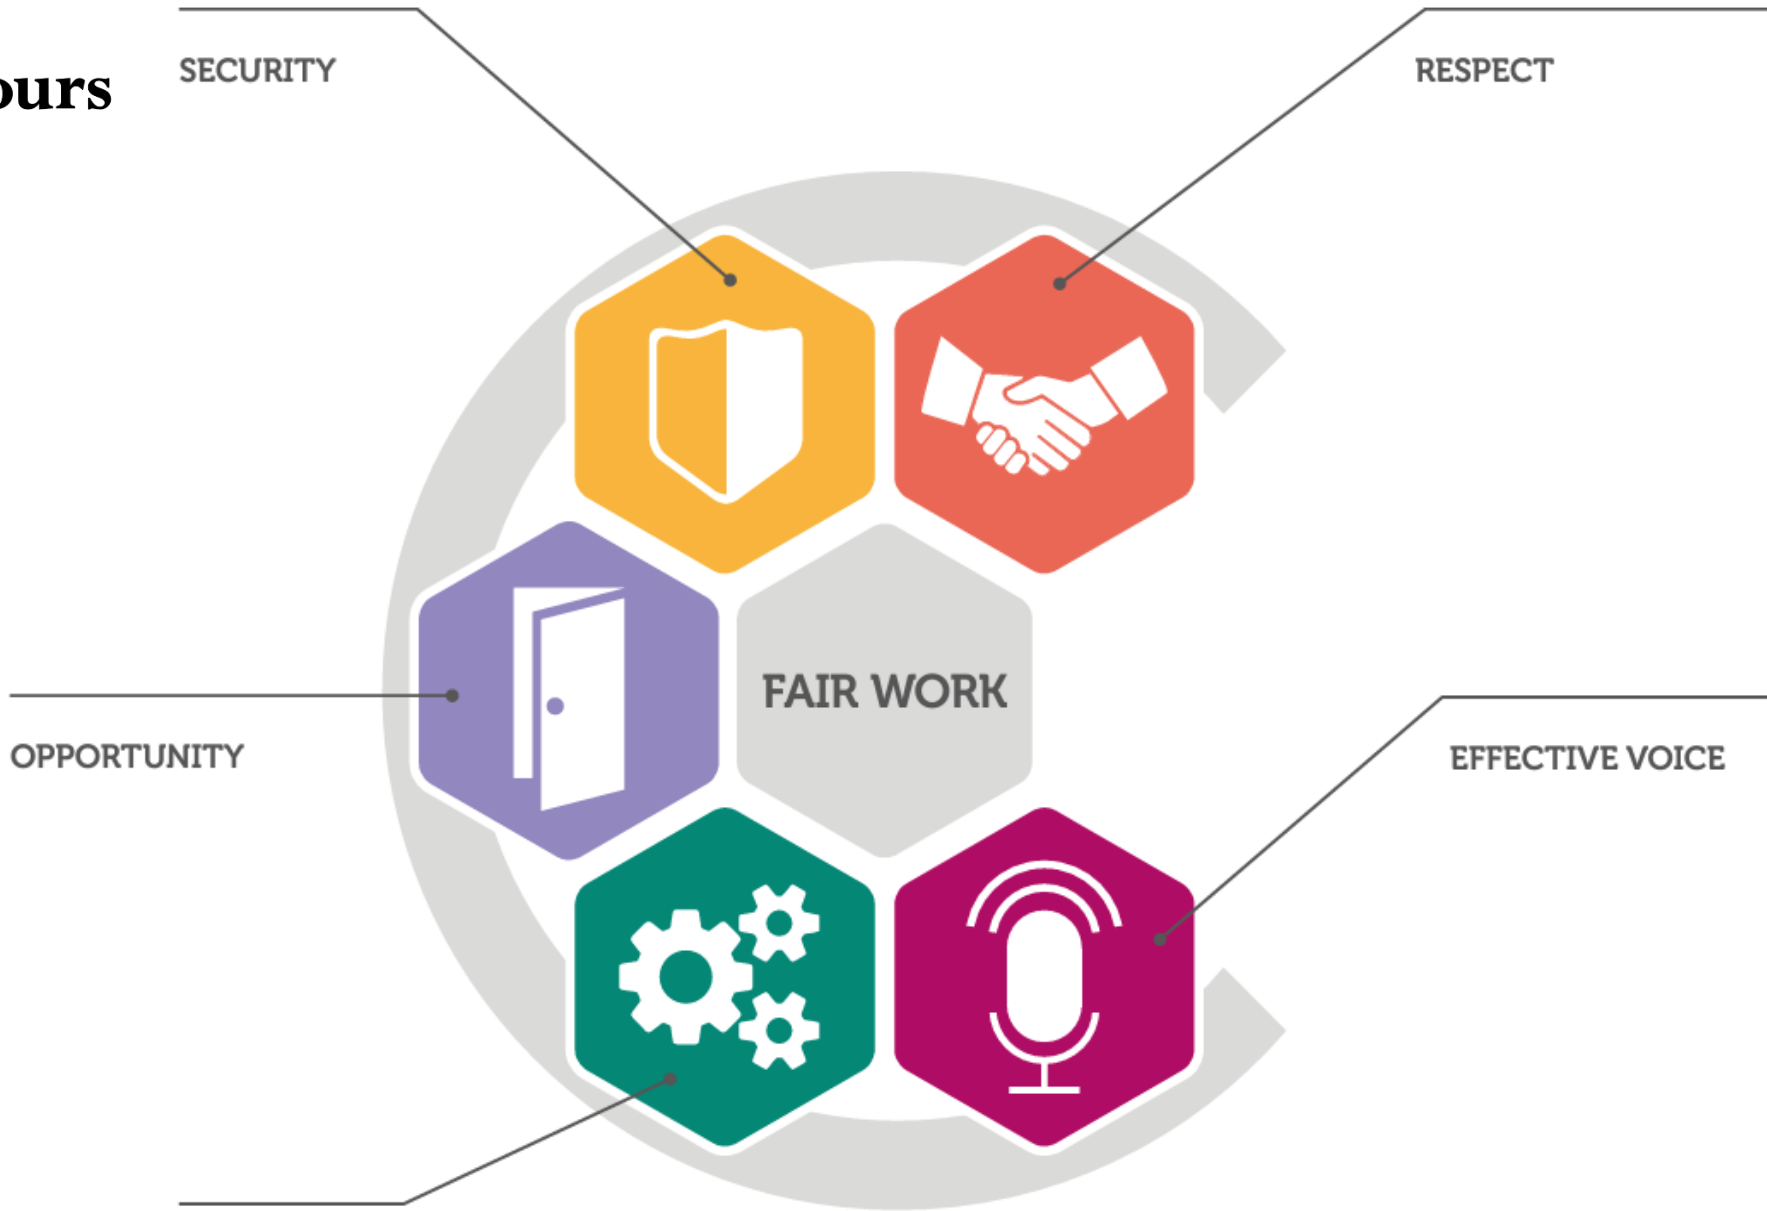 SECURITY
RESPECT
ours
FAIR WORK
OPPORTUNITY
EFFECTIVE VOICE